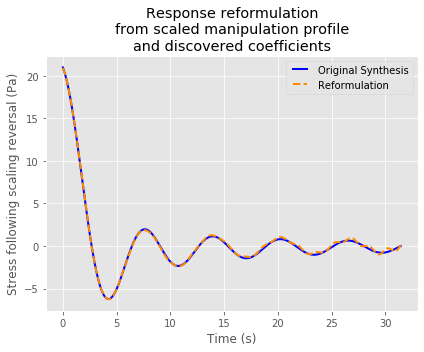 Response reformulation
from scaled manipulation profile
and discovered coefficients
Original Synthesis
Reformulation
Stress following scaling reversal (Pa)
20
15
10
5
0
−5
0
5
10
15
20
25
30
Time (s)